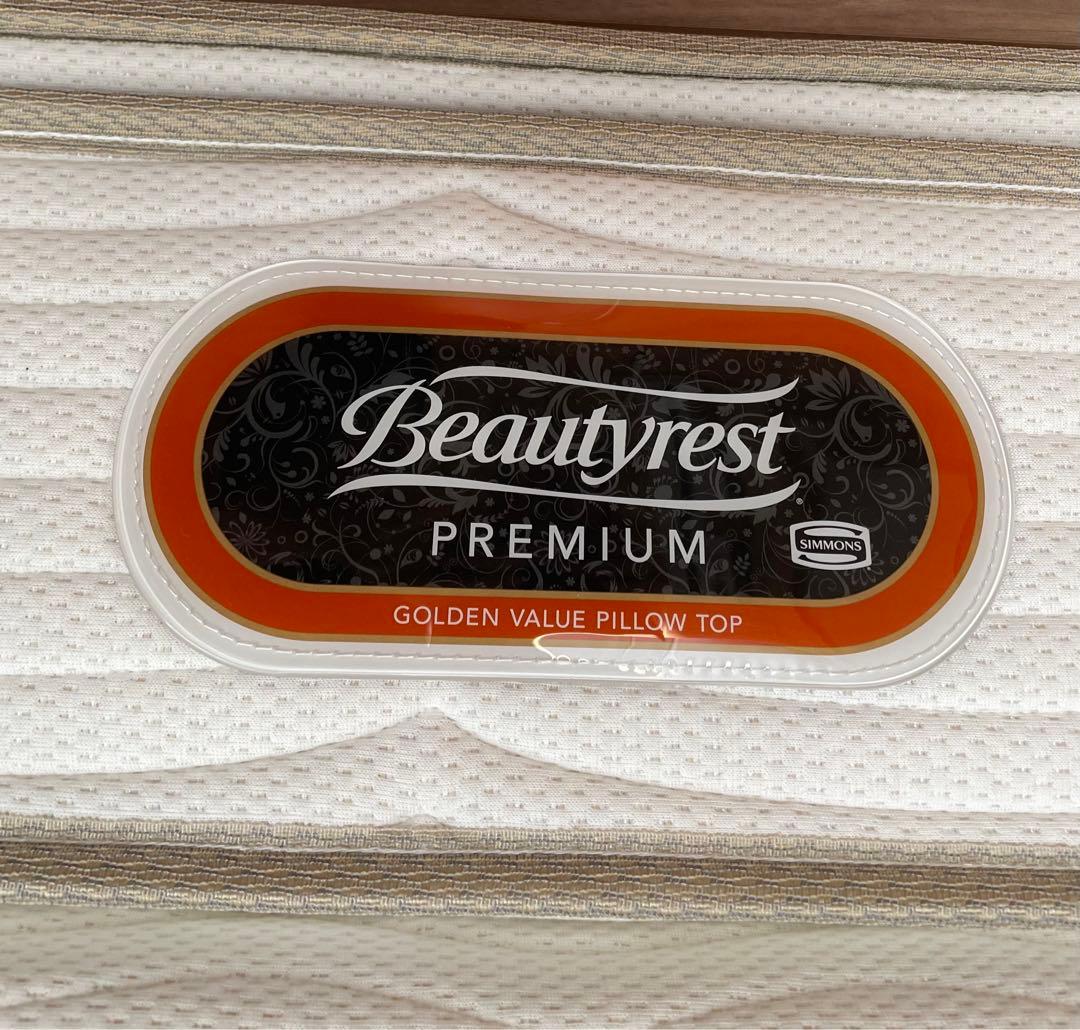 Beautyrest®
PREMIUM
SIMMONS
GOLDEN VALUE PILLOW TOP